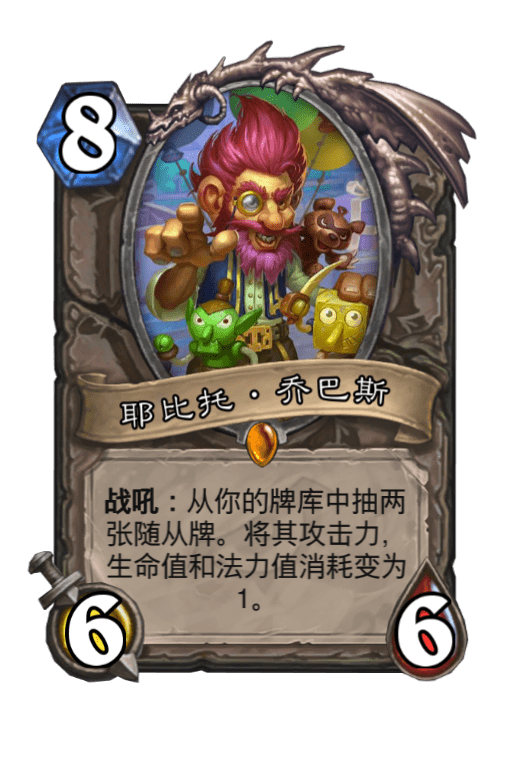 8
耶比托·乔巴斯
战吼：从你的牌库中抽两
张随从牌。将其攻击力，
生命值和法力值消耗变为
1。
6
6